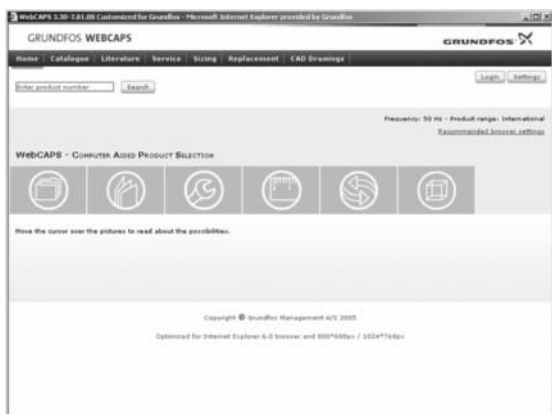 WebCAPS 3.30-7.81.00 Customized for Grundfos - Microsoft Internet Explorer provided by Grundfos
GRUNDFOS WEBCAPS
GRUNDFOS
Home Catalogue Literature Service Sizing Replacement CAD Drawings
Login Settings
Enter product number Search
Frequency: 50 Hz - Product range: International
Recommended browser settings
WebCAPS - Computer Aided Product Selection
Move the cursor over the pictures to read about the possibilities.
Copyright © Grundfos Management A/S 2005
Optimized for Internet Explorer 6.0 browser and 800*600px / 1024*768px